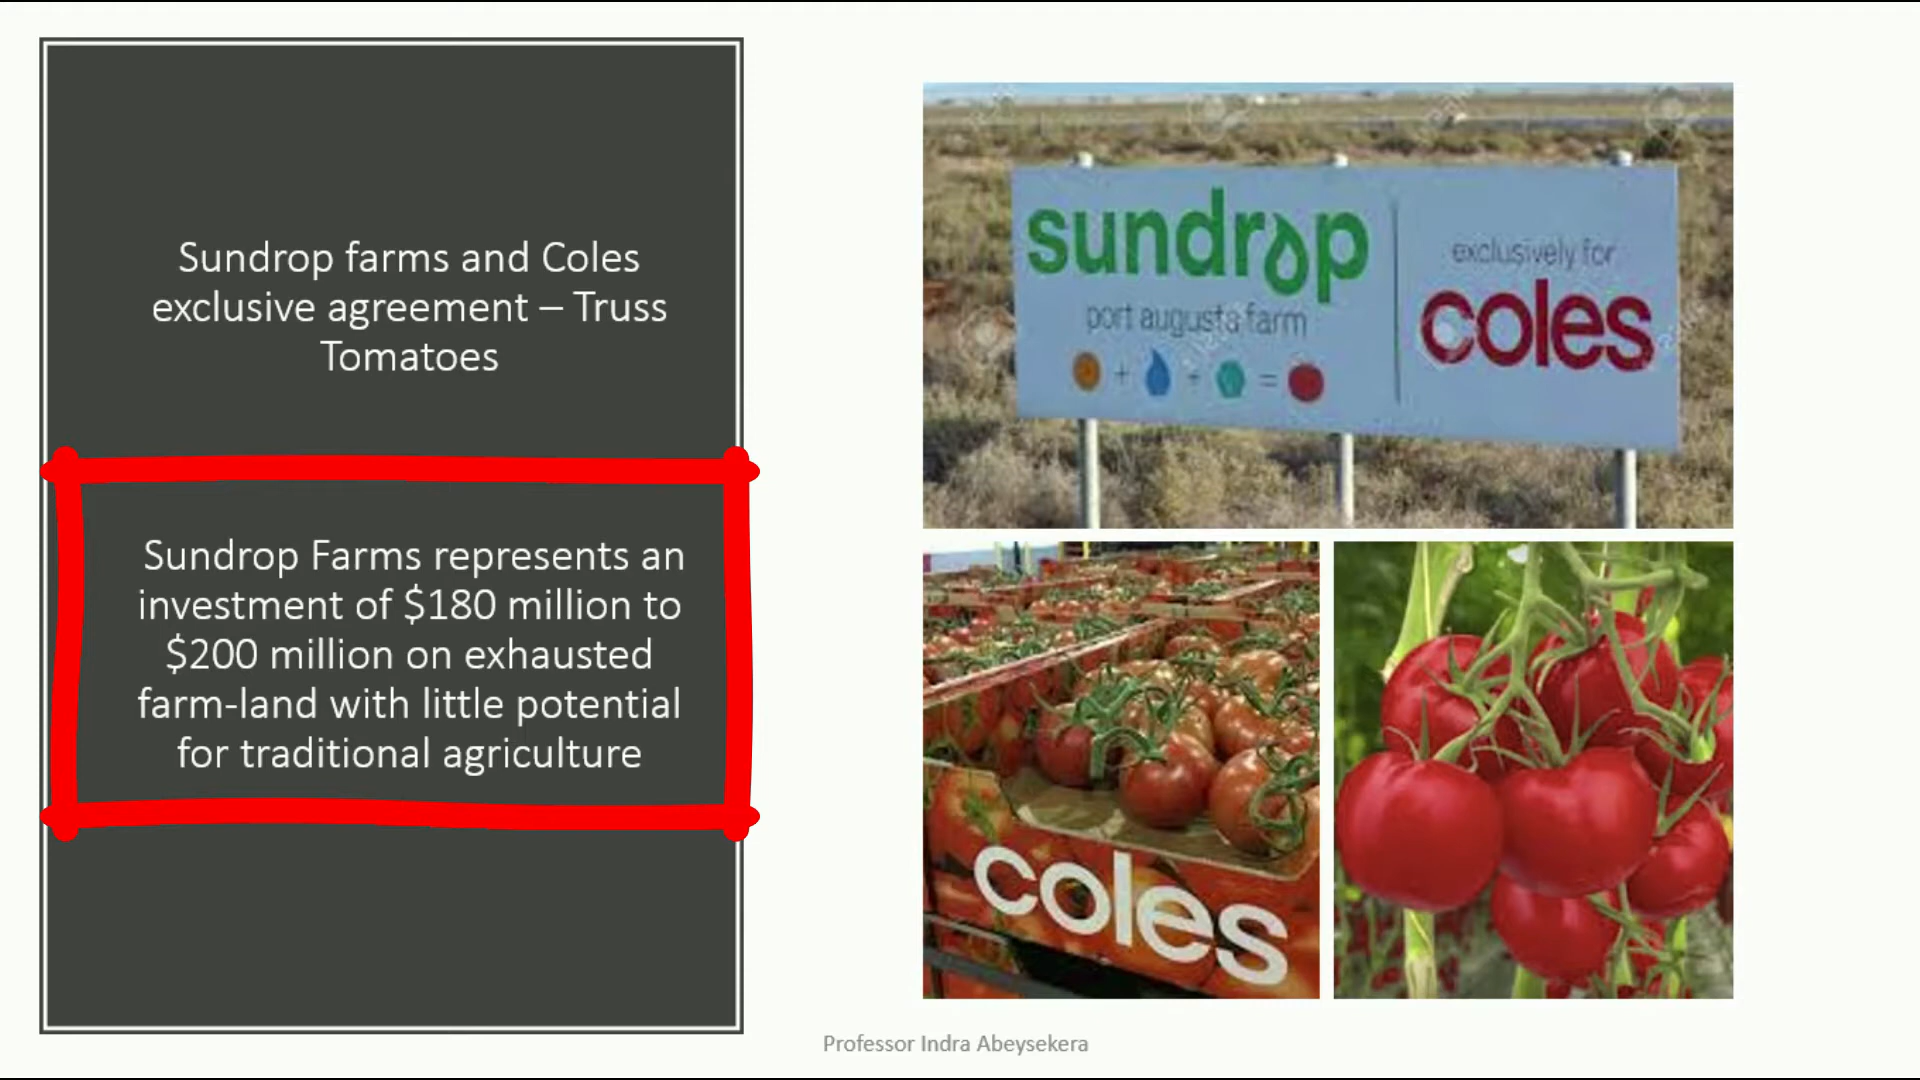 Sundrop farms and Coles
exclusive agreement – Truss
Tomatoes
Sundrop Farms represents an
investment of $180 million to
$200 million on exhausted
farm-land with little potential
for traditional agriculture
sundrop
port augusta farm
exclusively for
coles
coles
Professor Indra Abeysekera